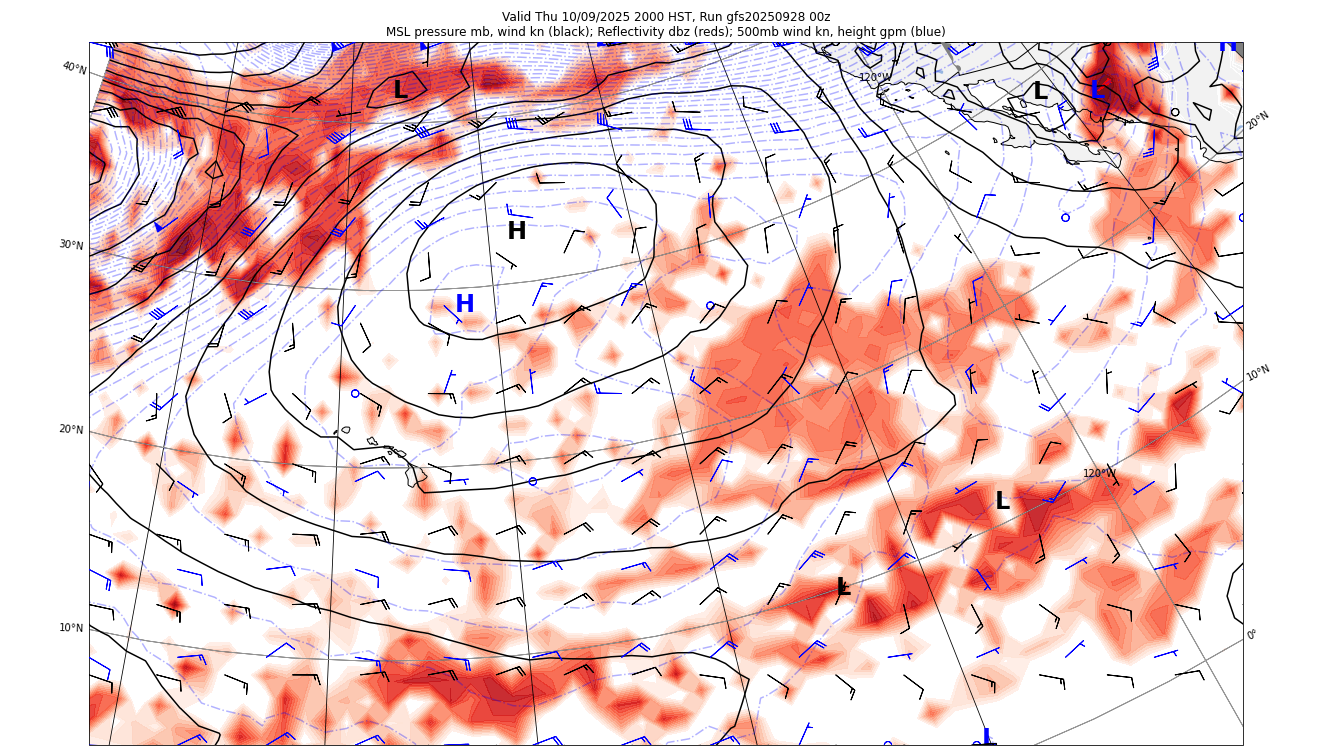 Valid Thu 10/09/2025 2000 HST, Run gfs20250928 00z
MSL pressure mb, wind kn (black); Reflectivity dbz (reds); 500mb wind kn, height gpm (blue)
H
40°N
120°W
L
L
L
20°N
30°N
H
H
10°N
20°N
120°W
L
L
10°N
0°
L